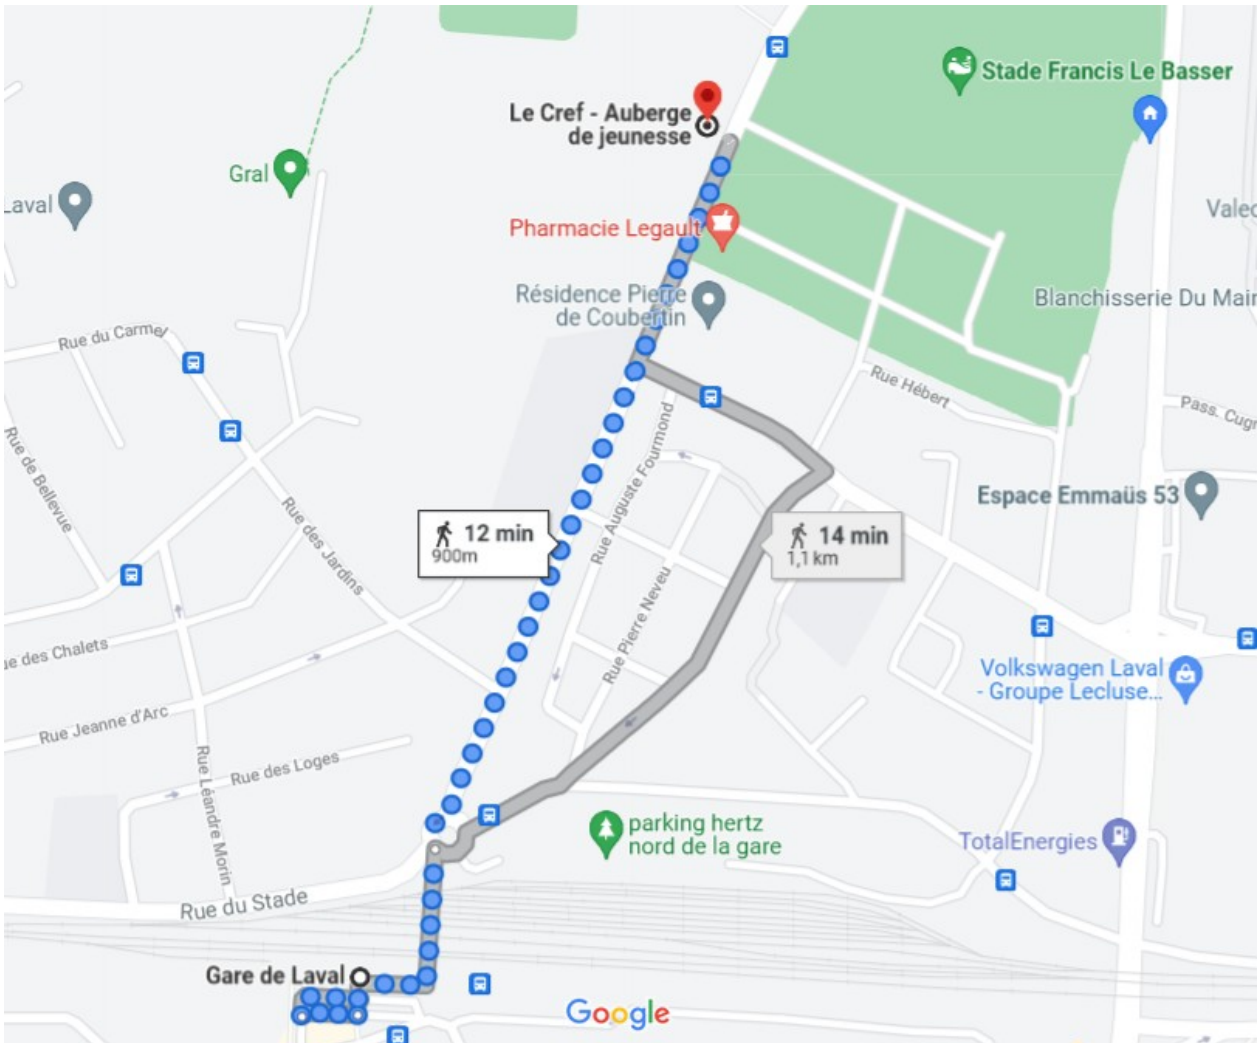 Stade Francis Le Basser
Le Cref - Auberge
de jeunesse
Gral
Laval
Pharmacie Legault
Résidence Pierre
de Coubertin
Blanchisserie Du
Rue du Carmel
Rue Hébert
Pass.
Rue de Bellevue
Rue Auguste Fourmond
Espace Emmaüs 53
Rue des Jardins
12 min
900m
14 min
1,1 km
Rue Pierre Neveu
ue des Chalets
Volkswagen Laval
- Groupe Lecluse...
Rue Jeanne d'Arc
Rue des Loges
Rue Léandre Morin
parking hertz
nord de la gare
TotalEnergies
Rue du Stade
Gare de Laval
Google